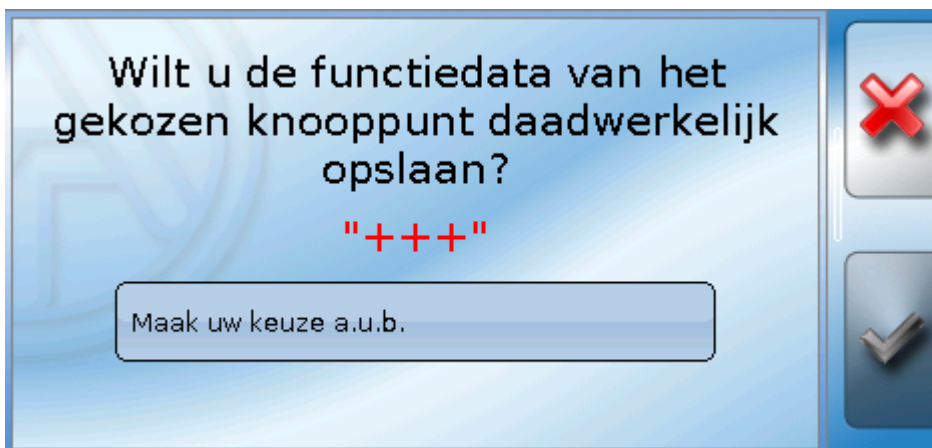 Wilt u de functiedata van het
gekozen knooppunt daadwerkelijk
opslaan?
"+++"
Maak uw keuze a.u.b.